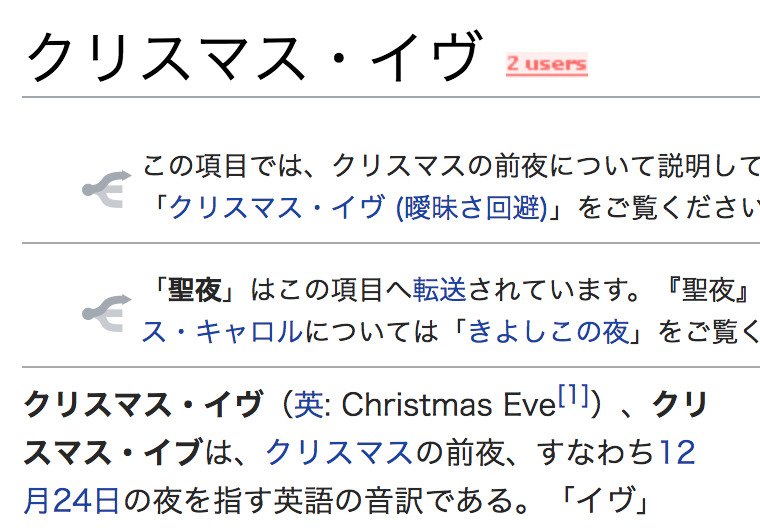 クリスマス・イヴ 2 users
この項目では、クリスマスの前夜について説明して
「クリスマス・イヴ (曖昧さ回避)」をご覧ください
「聖夜」はこの項目へ転送されています。『聖夜』
ス・キャロルについては「きよしこの夜」をご覧く
クリスマス・イヴ（英: Christmas Eve[1]）、クリ
スマス・イブは、クリスマスの前夜、すなわち12
月24日の夜を指す英語の音訳である。「イヴ」